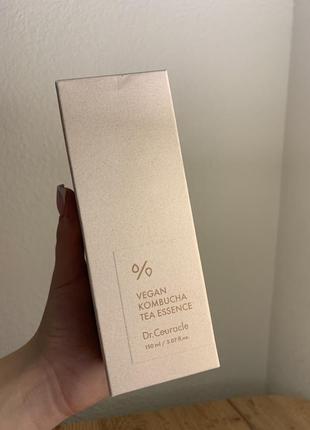 VEGAN
KOMBUCHA
TEA ESSENCE
Dr.Ceuracle
150 ml / 5.07 fl.oz.